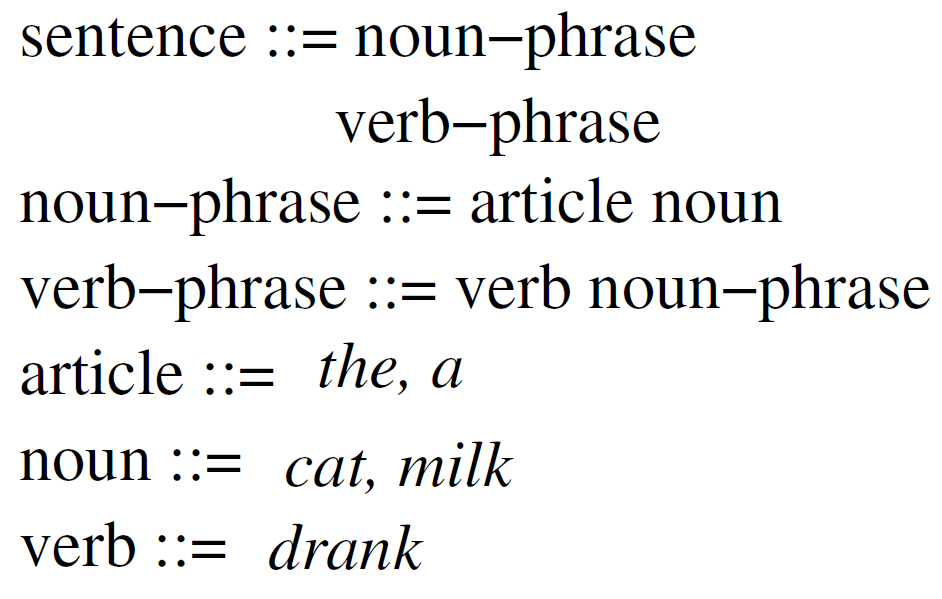 sentence ::= noun−phrase
verb−phrase
noun−phrase ::= article noun
verb−phrase ::= verb noun−phrase
article ::= the, a
noun ::= cat, milk
verb ::= drank